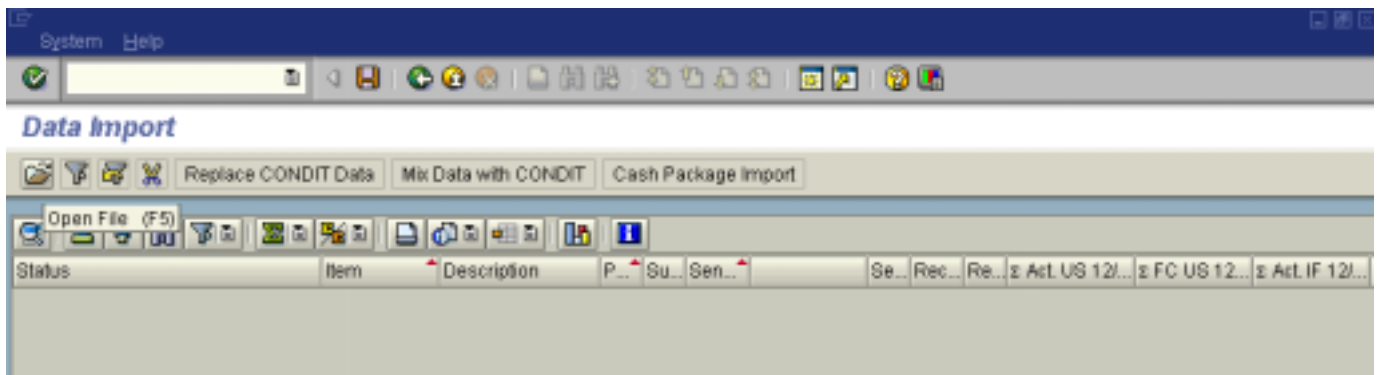 System Help
Data Import
Replace CONDIT Data Mix Data with CONDIT Cash Package Import
Open File (F5)
Status Item Description P... Su... Sen... Se... Rec... Re... Σ Act. US 12/... Σ FC US 12... Σ Act. IF 12/...